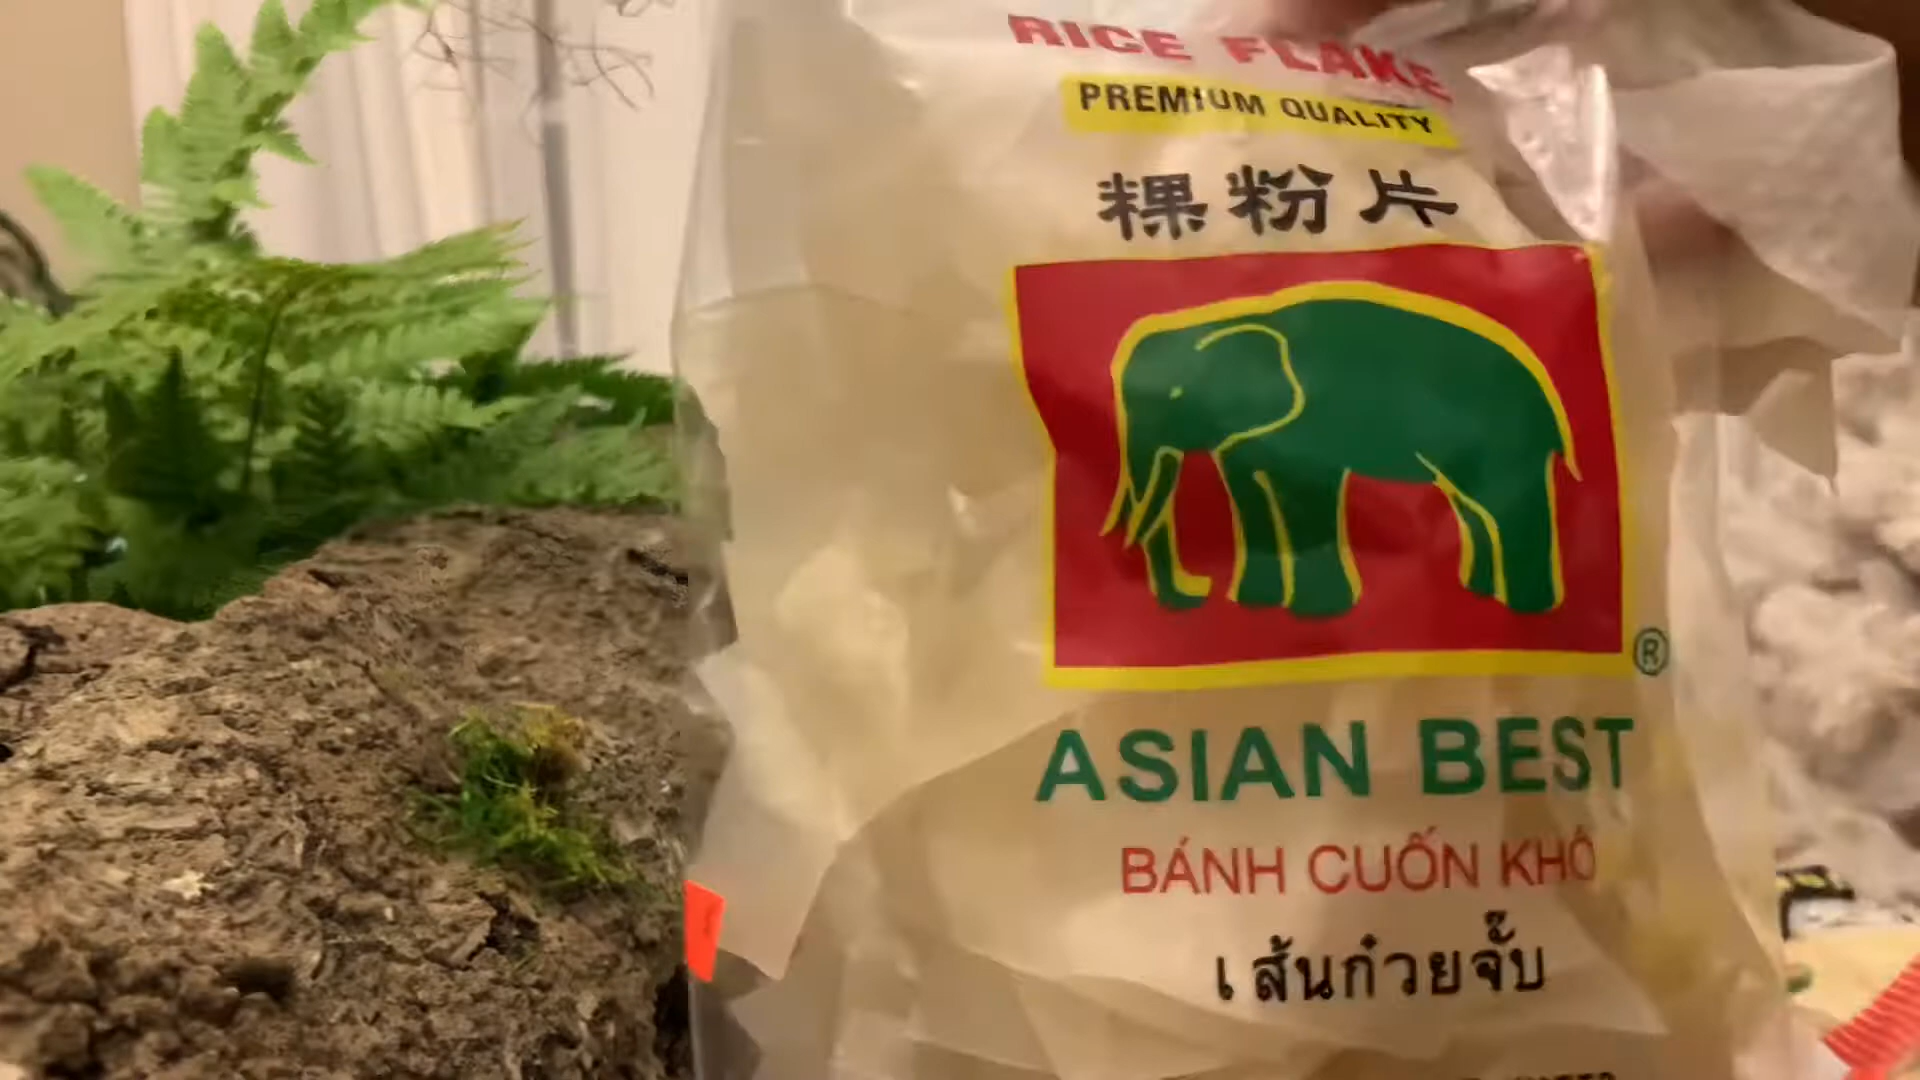 RICE FLAKE
PREMIUM QUALITY
粿粉片
®
ASIAN BEST
BÁNH CUỐN KHÔ
เส้นก๋วยจั๊บ